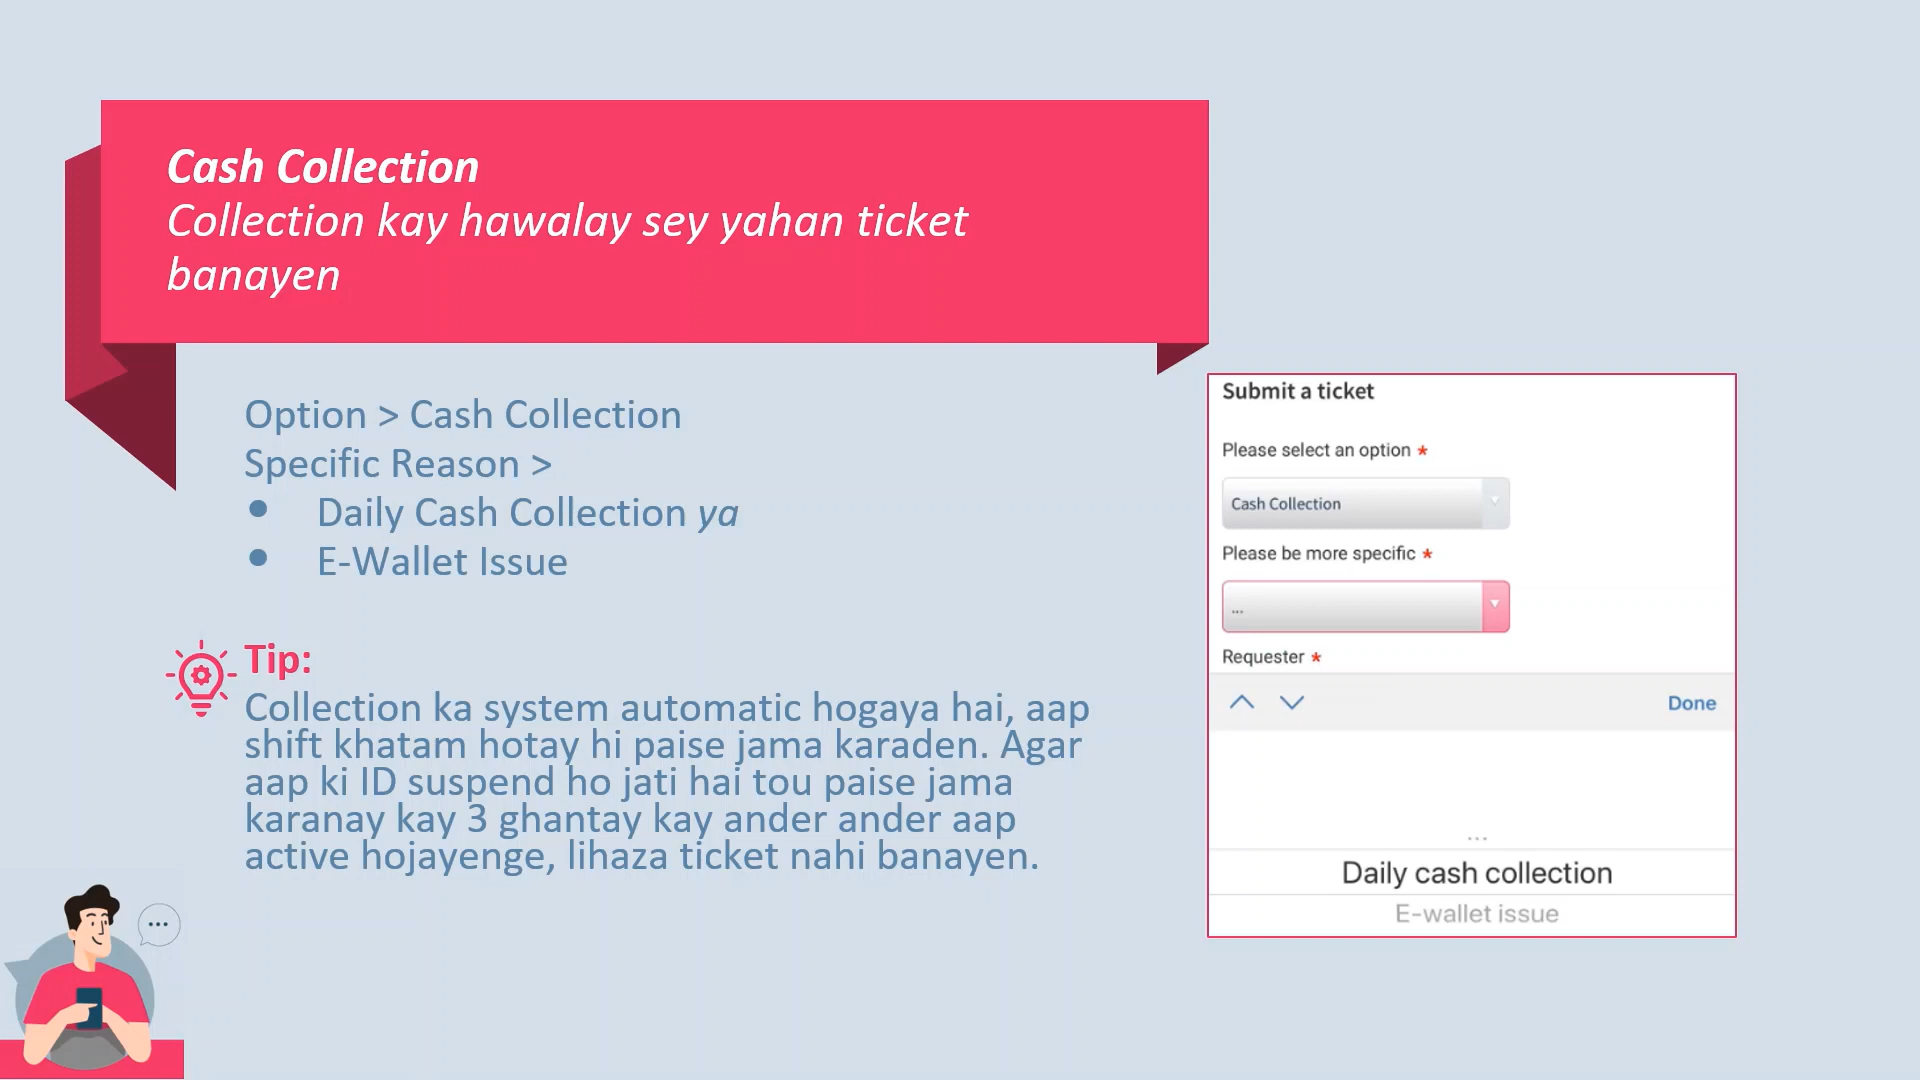 Cash Collection
Collection kay hawalay sey yahan ticket
banayen
Option > Cash Collection
Specific Reason >
• Daily Cash Collection ya
• E-Wallet Issue
Tip:
Collection ka system automatic hogaya hai, aap
shift khatam hotay hi paise jama karaden. Agar
aap ki ID suspend ho jati hai tou paise jama
karanay kay 3 ghantay kay ander ander aap
active hojayenge, lihaza ticket nahi banayen.
Submit a ticket
Please select an option *
Cash Collection
Please be more specific *
...
Requester *
Done
...
Daily cash collection
E-wallet issue